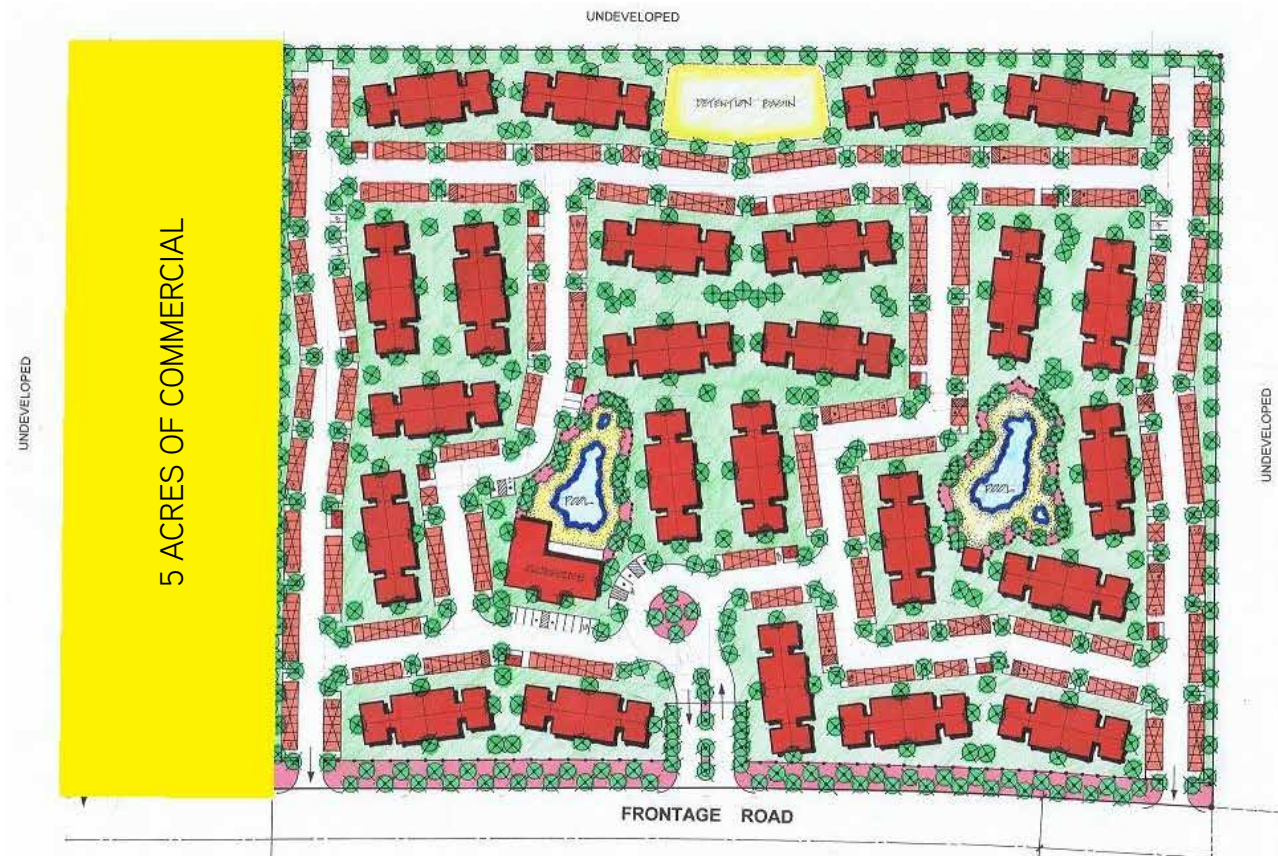 UNDEVELOPED
DETENTION BASIN
UNDEVELOPED
5 ACRES OF COMMERCIAL
UNDEVELOPED
POOL
POOL
FRONTAGE ROAD